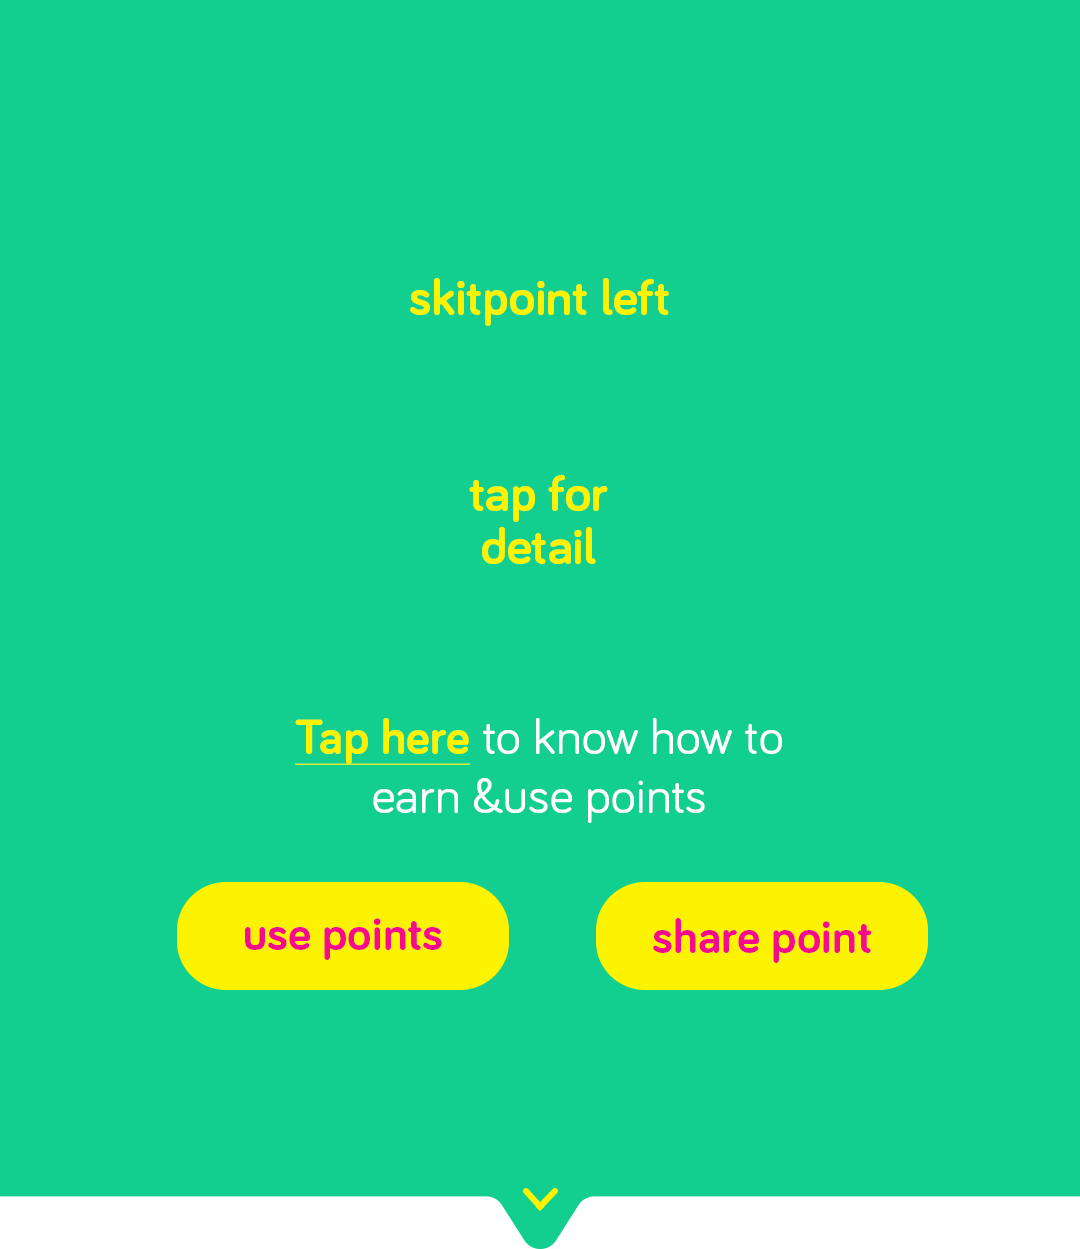 skitpoint left
tap for
detail
Tap here to know how to
earn &use points
use points
share point